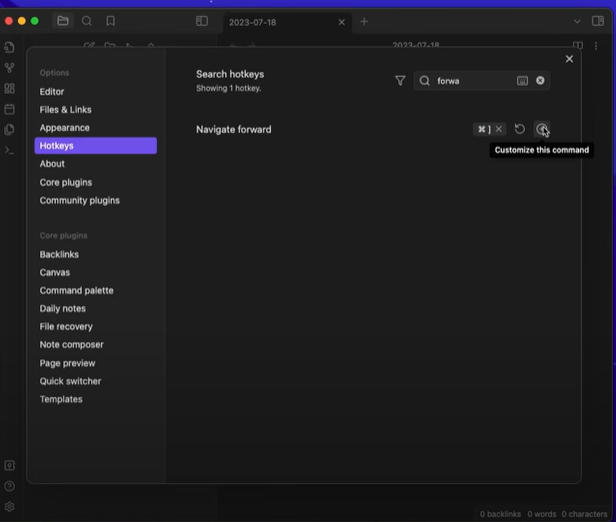 2023-07-18
2023-07-18
Options
Editor
Files & Links
Appearance
Hotkeys
About
Core plugins
Community plugins
Core plugins
Backlinks
Canvas
Command palette
Daily notes
File recovery
Note composer
Page preview
Quick switcher
Templates
Search hotkeys
Showing 1 hotkey.
forwa
Navigate forward
⌘ ]
Customize this command
0 backlinks 0 words 0 characters